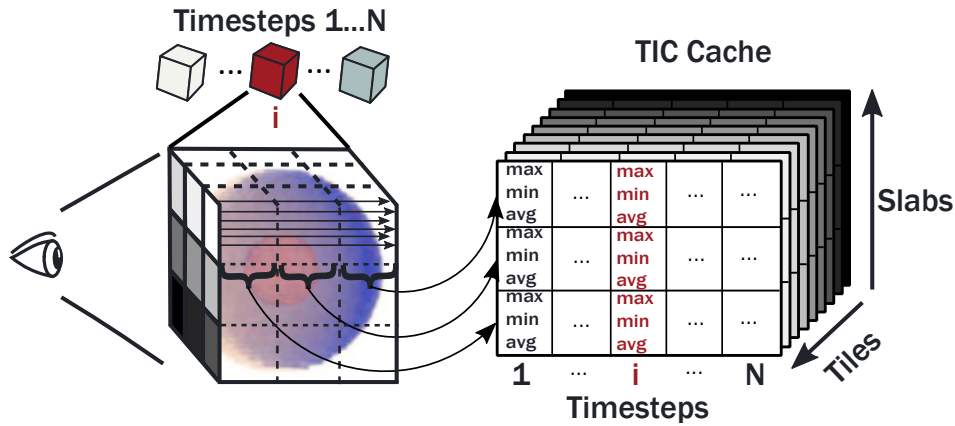 Timesteps 1...N
... ...
i
TIC Cache
max max
min ... min ... ...
avg avg
max max
min ... min ... ...
avg avg
max max
min ... min ... ...
avg avg
1 ... i ... N
Timesteps
Slabs
Tiles